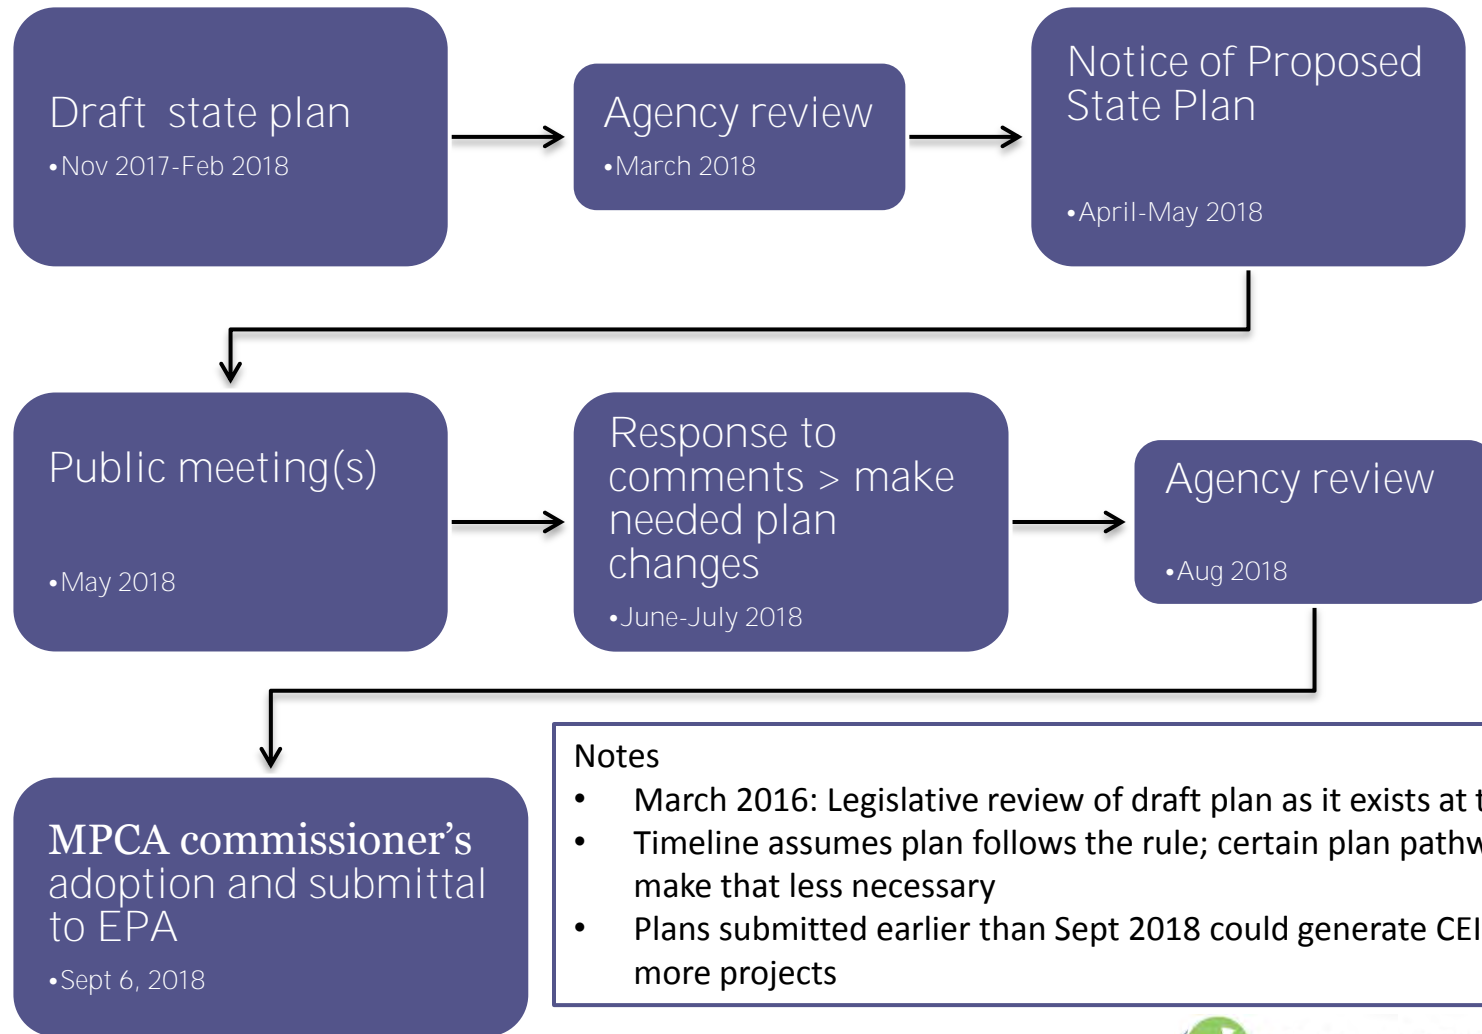 Draft state plan
•Nov 2017-Feb 2018
Agency review
•March 2018
Notice of Proposed
State Plan
•April-May 2018
Public meeting(s)
•May 2018
Response to
comments > make
needed plan
changes
•June-July 2018
Agency review
•Aug 2018
MPCA commissioner’s
adoption and submittal
to EPA
•Sept 6, 2018
Notes
• March 2016: Legislative review of draft plan as it exists at
• Timeline assumes plan follows the rule; certain plan
make that less necessary
• Plans submitted earlier than Sept 2018 could generate
more projects